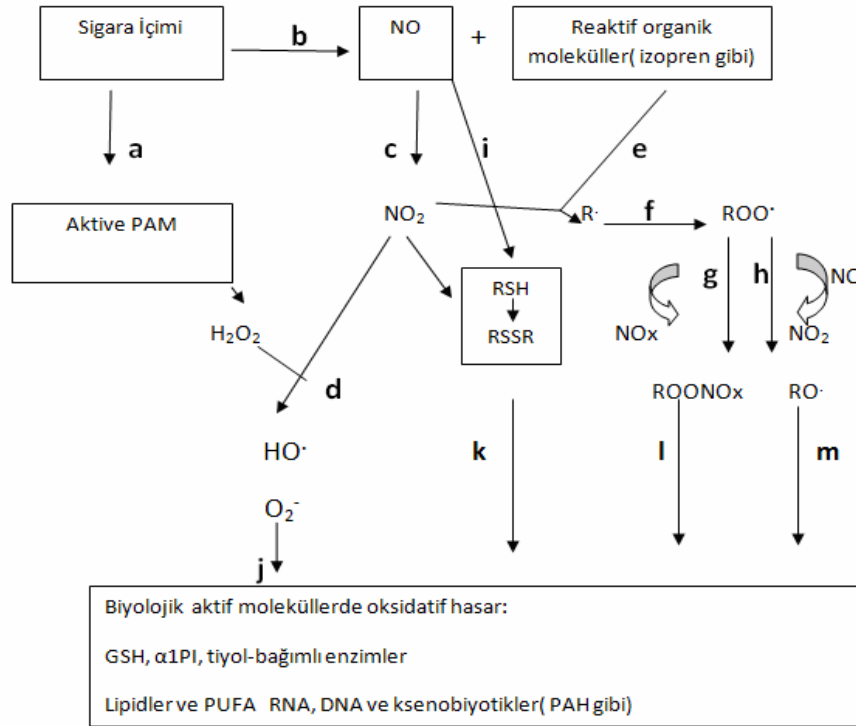 Sigara İçimi
b
NO
+
Reaktif organik
moleküller( izopren gibi)
a
c
i
e
Aktive PAM
NO₂
R·
f
ROO·
RSH
RSSR
g
h
NO
H₂O₂
NOx
NO₂
d
ROONOx
RO·
HO·
k
l
m
O₂⁻
j
Biyolojik aktif moleküllerde oksidatif hasar:
GSH, α1PI, tiyol-bağımlı enzimler
Lipidler ve PUFA RNA, DNA ve ksenobiyotikler( PAH gibi)